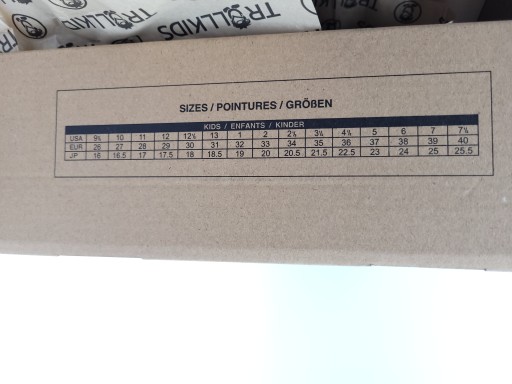 TROLLKIDS
TROLLKIDS
SIZES / POINTURES / GRÖßEN
KIDS / ENFANTS / KINDER
USA 9½ 10 11 12 12½ 13 1 2 2½ 3½ 4½ 5 6 7 7½
EUR 26 27 28 29 30 31 32 33 34 35 36 37 38 39 40
JP 16 16.5 17 17.5 18 18.5 19 20 20.5 21.5 22.5 23 24 25 25.5